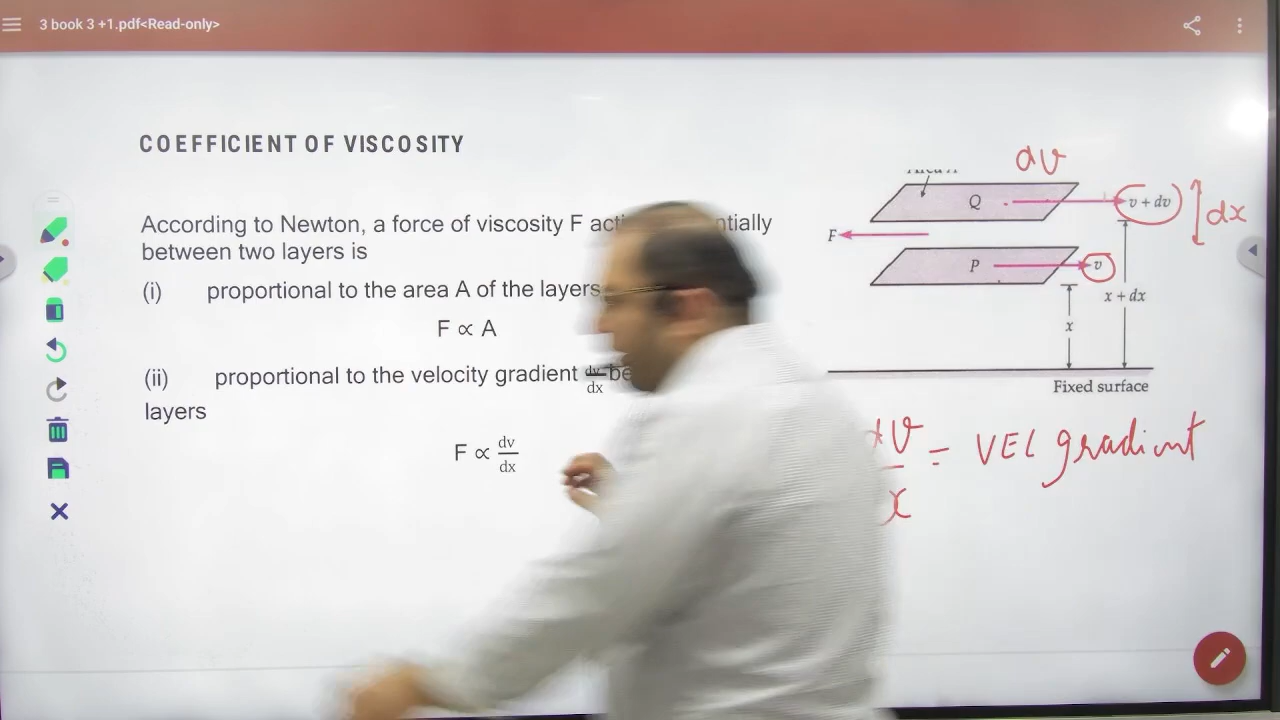 3 book 3 +1.pdf<Read-only>
COEFFICIENT OF VISCOSITY
According to Newton, a force of viscosity F
between two layers is
(i) proportional to the area A of the layers
F ∝ A
(ii) proportional to the velocity gradient dv/dx
layers
F ∝ dv/dx
dv
Q
v + dv
dx
F
P
v
x + dx
x
Fixed surface
= VEL gradient